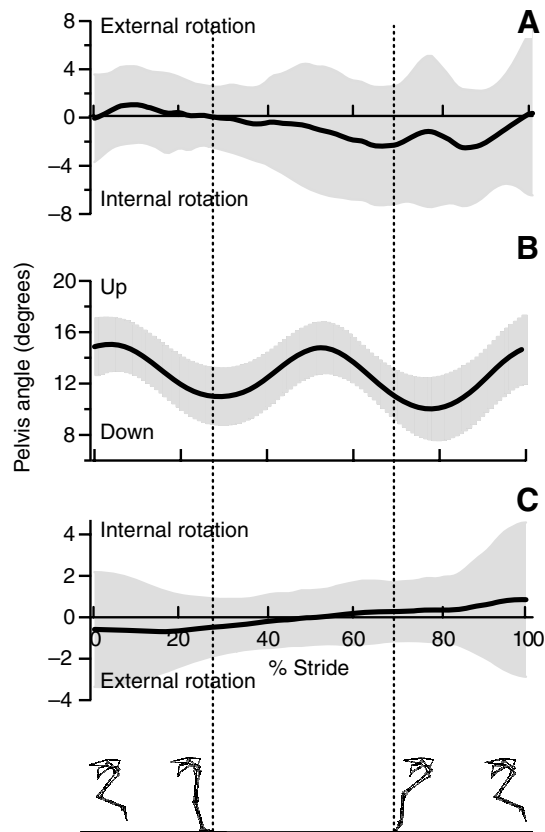 A
8
External rotation
4
0
−4
Internal rotation
−8
B
20
Up
16
12
Down
8
Pelvis angle (degrees)
C
4
Internal rotation
2
0
0 20 40 60 80 100
% Stride
−2
External rotation
−4